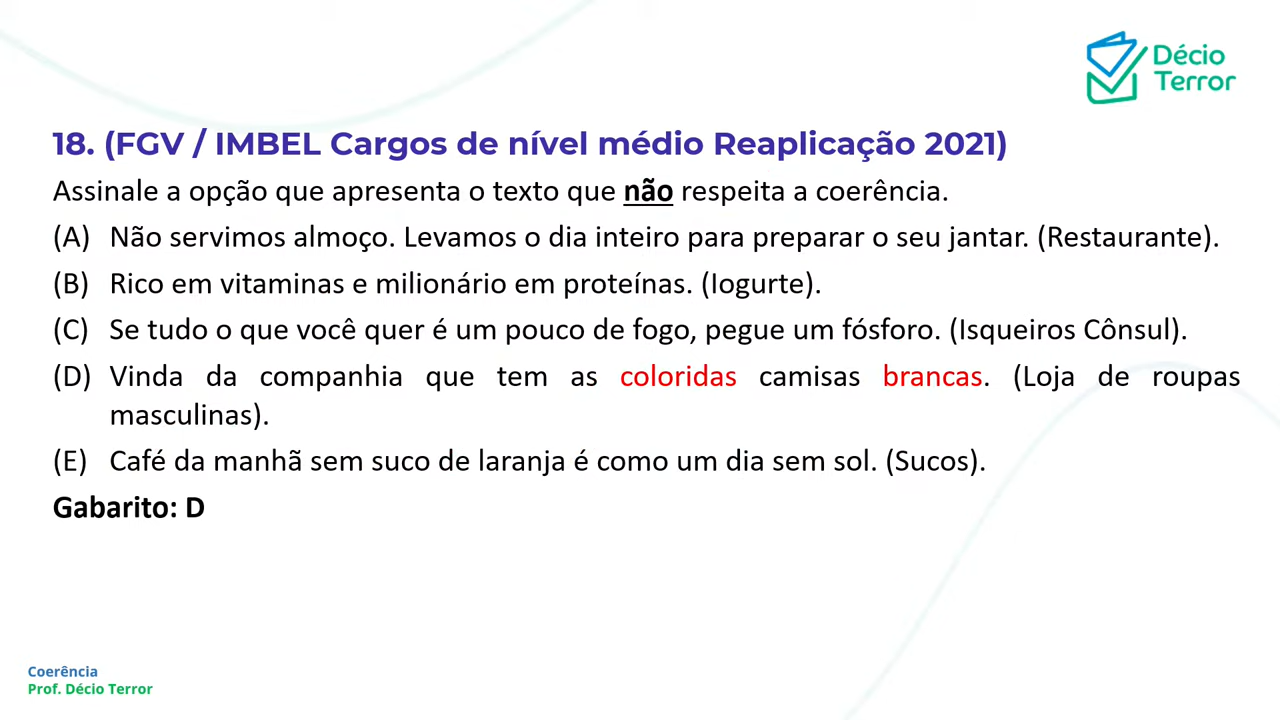 Décio
Terror
18. (FGV / IMBEL Cargos de nível médio Reaplicação 2021)
Assinale a opção que apresenta o texto que não respeita a coerência.
(A) Não servimos almoço. Levamos o dia inteiro para preparar o seu jantar. (Restaurante).
(B) Rico em vitaminas e milionário em proteínas. (Iogurte).
(C) Se tudo o que você quer é um pouco de fogo, pegue um fósforo. (Isqueiros Cônsul).
(D) Vinda da companhia que tem as coloridas camisas brancas. (Loja de roupas
masculinas).
(E) Café da manhã sem suco de laranja é como um dia sem sol. (Sucos).
Gabarito: D
Coerência
Prof. Décio Terror